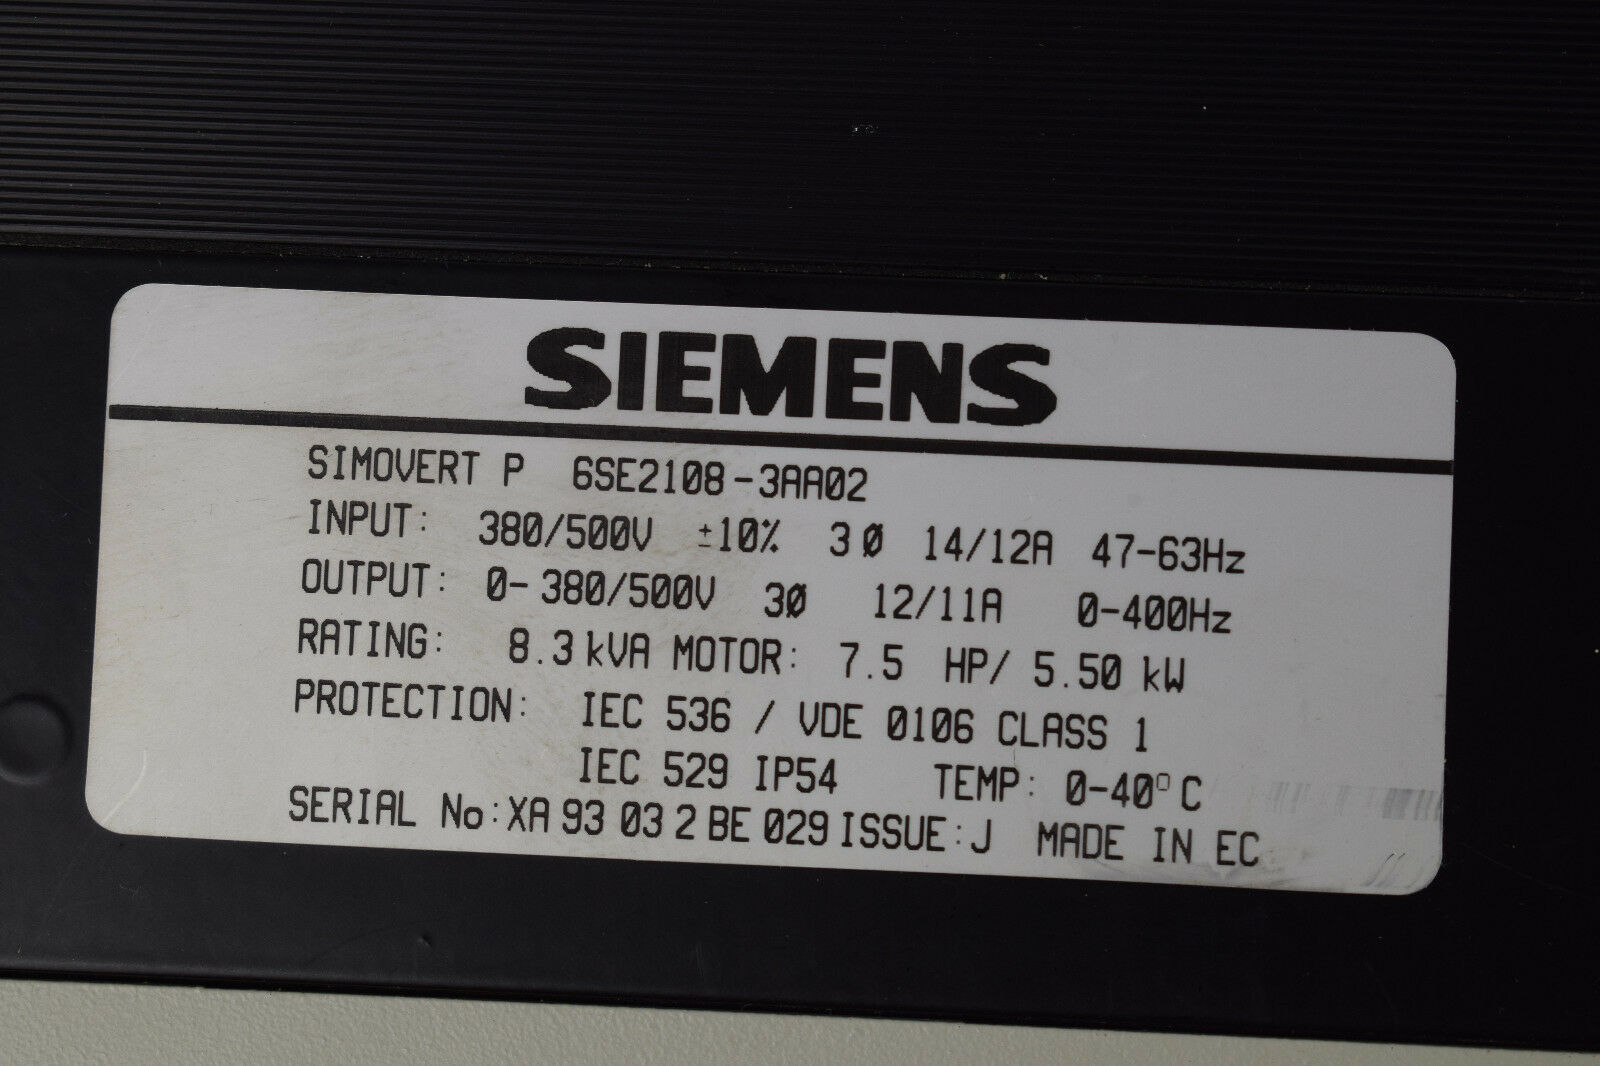 SIEMENS
SIMOVERT P 6SE2108-3AA02
INPUT: 380/500V ±10% 3Ø 14/12A 47-63Hz
OUTPUT: 0-380/500V 3Ø 12/11A 0-400Hz
RATING: 8.3 kVA MOTOR: 7.5 HP/ 5.50 kW
PROTECTION: IEC 536 / VDE 0106 CLASS 1
IEC 529 IP54 TEMP: 0-40°C
SERIAL No: XA 93 03 2 BE 029 ISSUE: J MADE IN EC